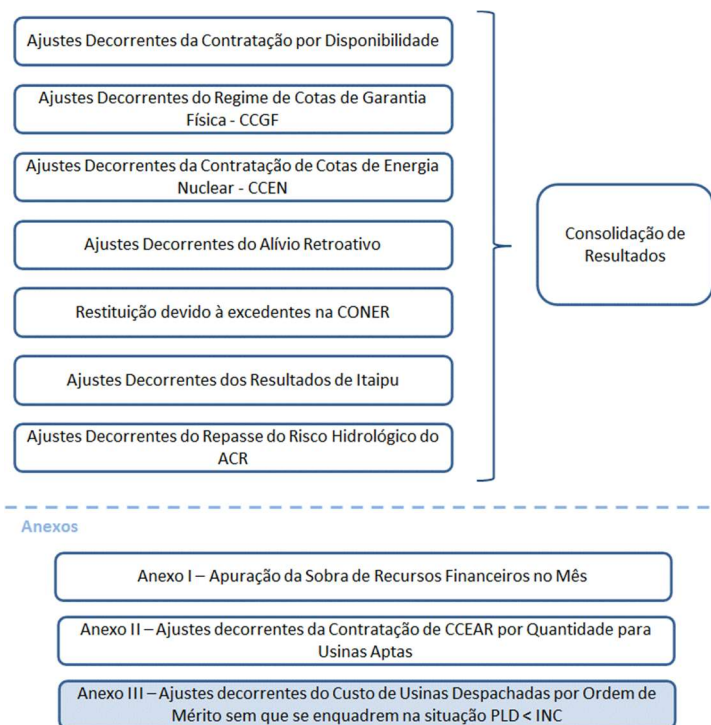 Ajustes Decorrentes da Contratação por Disponibilidade
Ajustes Decorrentes do Regime de Cotas de Garantia
Física - CCGF
Ajustes Decorrentes da Contratação de Cotas de Energia
Nuclear - CCEN
Ajustes Decorrentes do Alívio Retroativo
Restituição devido à excedentes na CONER
Ajustes Decorrentes dos Resultados de Itaipu
Ajustes Decorrentes do Repasse do Risco Hidrológico do
ACR
Consolidação de
Resultados
Anexos
Anexo I – Apuração da Sobra de Recursos Financeiros no Mês
Anexo II – Ajustes decorrentes da Contratação de CCEAR por Quantidade para
Usinas Aptas
Anexo III – Ajustes decorrentes do Custo de Usinas Despachadas por Ordem de
Mérito sem que se enquadrem na situação PLD < INC